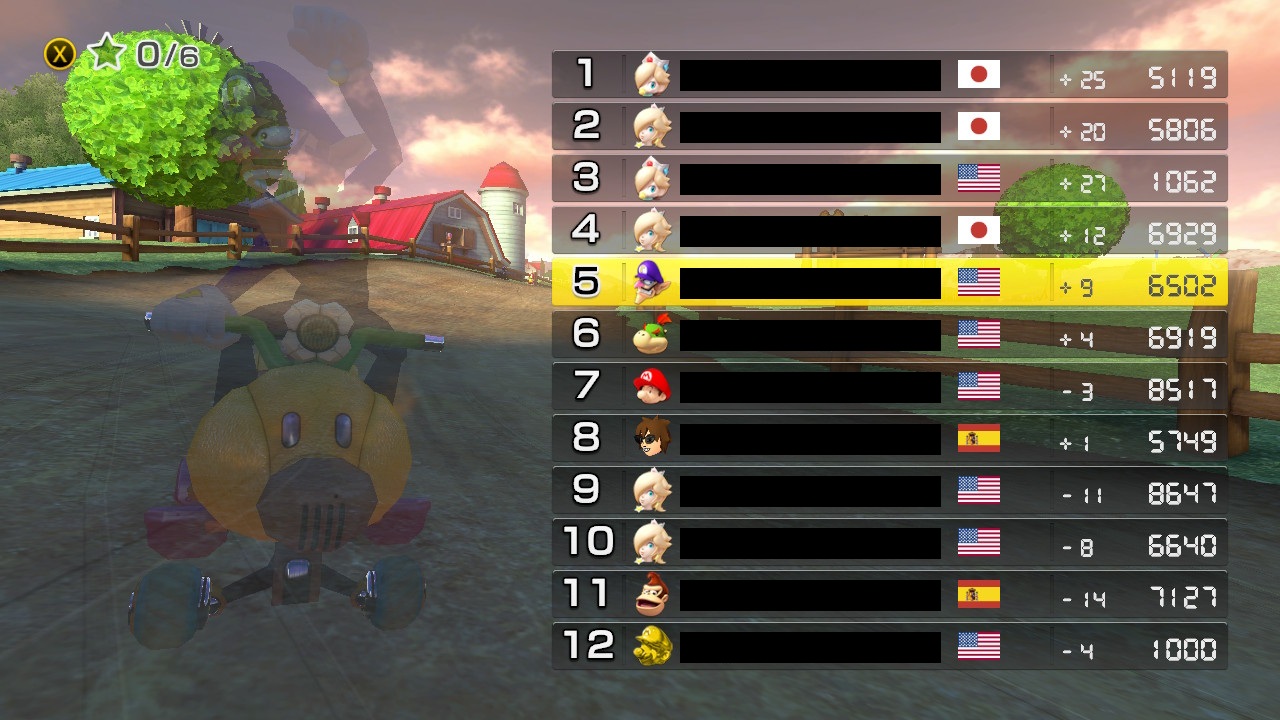 X 0/6
1 + 25 5119
2 + 20 5806
3 + 27 1062
4 + 12 6929
5 + 9 6502
6 + 4 6919
7 - 3 8517
8 + 1 5749
9 - 11 8647
10 - 8 6640
11 - 14 7127
12 - 4 1000